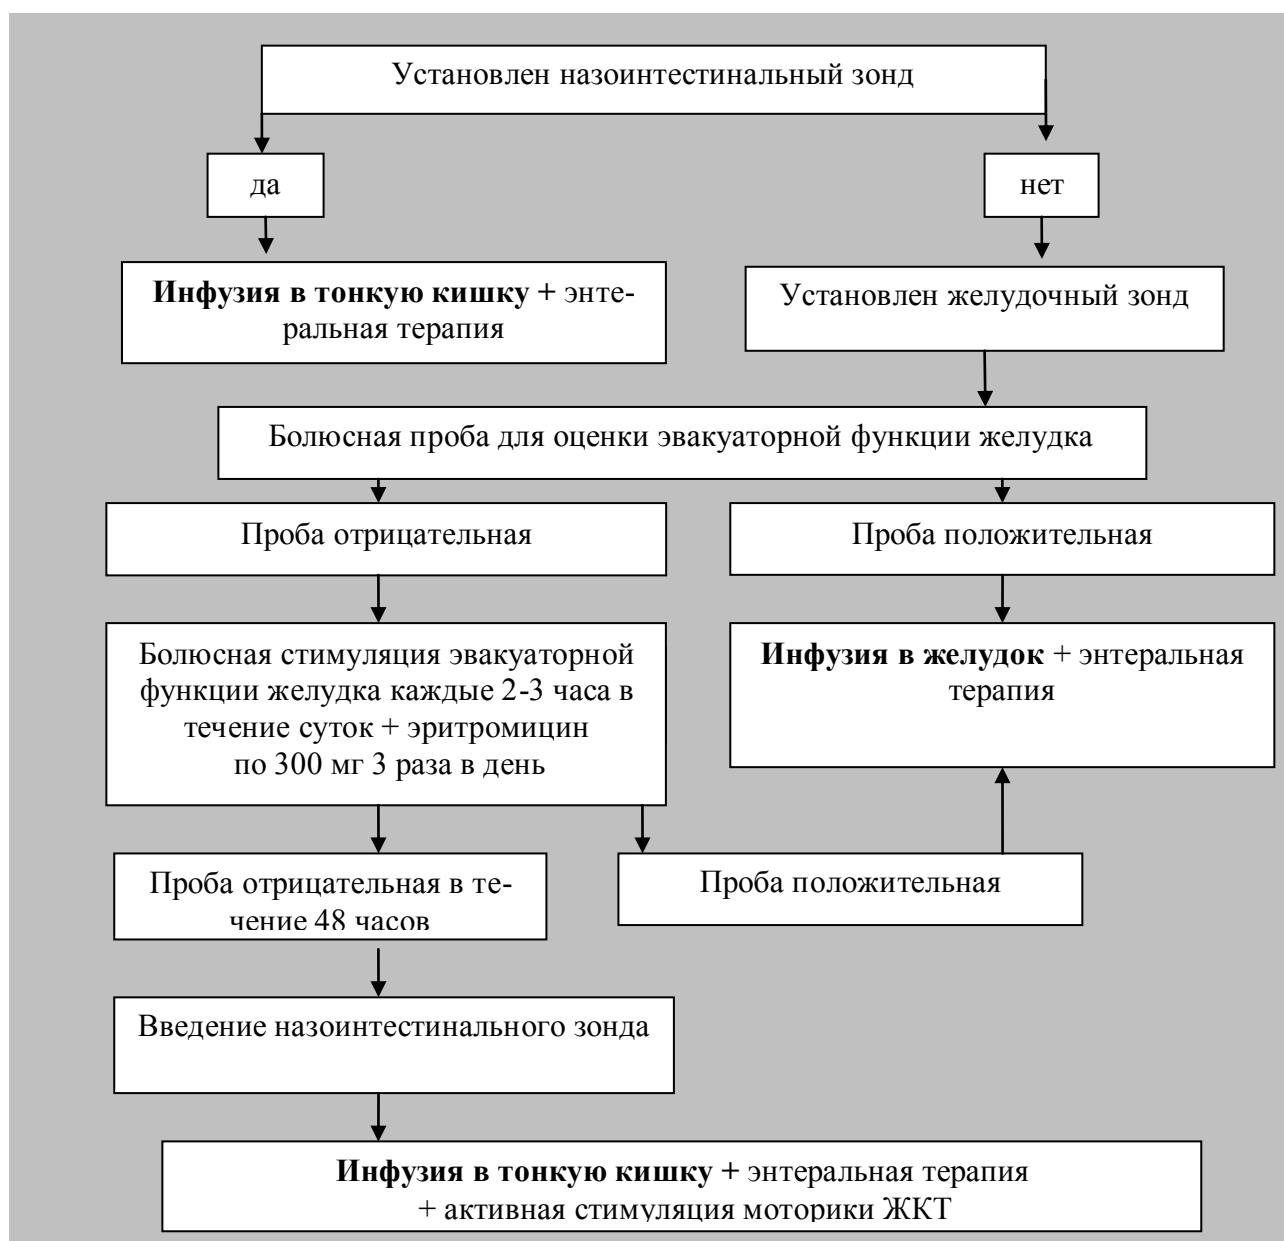 Установлен назоинтестинальный зонд
да
нет
Инфузия в тонкую кишку + энте-
ральная терапия
Установлен желудочный зонд
Болюсная проба для оценки эвакуаторной функции желудка
Проба отрицательная
Проба положительная
Болюсная стимуляция эвакуаторной
функции желудка каждые 2-3 часа в
течение суток + эритромицин
по 300 мг 3 раза в день
Инфузия в желудок + энтеральная
терапия
Проба отрицательная в те-
чение 48 часов
Проба положительная
Введение назоинтестинального зонда
Инфузия в тонкую кишку + энтеральная терапия
+ активная стимуляция моторики ЖКТ